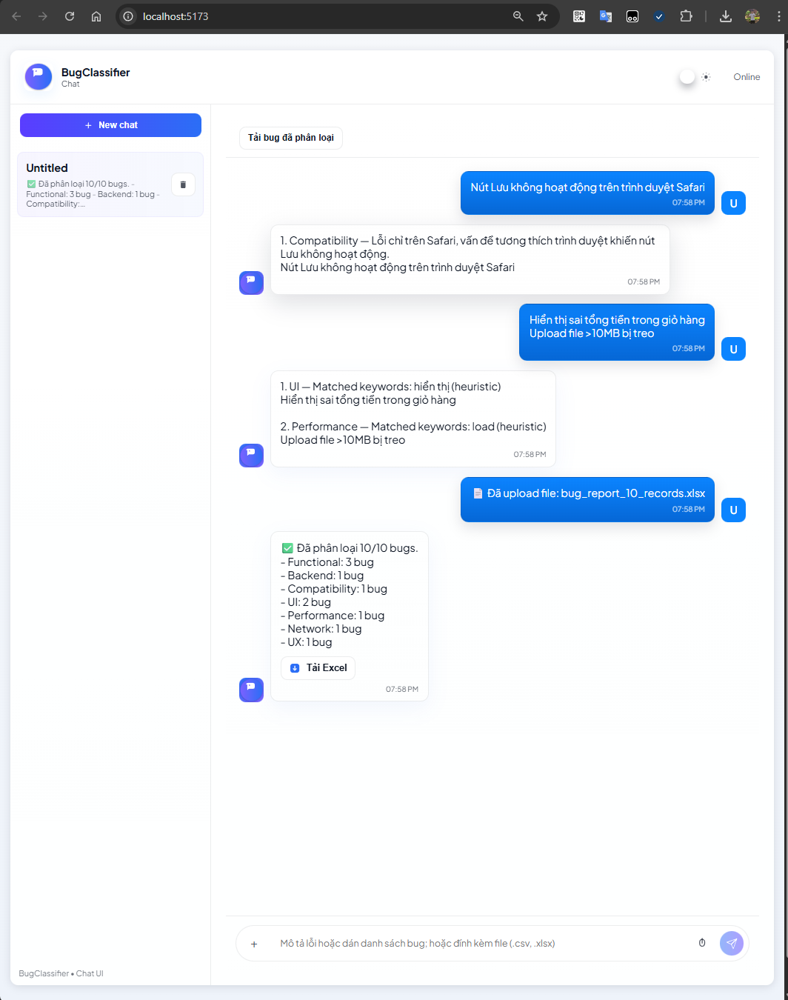 localhost:5173
BugClassifier
Chat
Online
+ New chat
Untitled
✅ Đã phân loại 10/10 bugs. -
Functional: 3 bug - Backend: 1 bug -
Compatibility:...
Tải bug đã phân loại
Nút Lưu không hoạt động trên trình duyệt Safari
07:58 PM
U
1. Compatibility — Lỗi chỉ trên Safari, vấn đề tương thích trình duyệt khiến nút
Lưu không hoạt động.
Nút Lưu không hoạt động trên trình duyệt Safari
07:58 PM
Hiển thị sai tổng tiền trong giỏ hàng
Upload file >10MB bị treo
07:58 PM
U
1. UI — Matched keywords: hiển thị (heuristic)
Hiển thị sai tổng tiền trong giỏ hàng
2. Performance — Matched keywords: load (heuristic)
Upload file >10MB bị treo
07:58 PM
Đã upload file: bug_report_10_records.xlsx
07:58 PM
U
✅ Đã phân loại 10/10 bugs.
- Functional: 3 bug
- Backend: 1 bug
- Compatibility: 1 bug
- UI: 2 bug
- Performance: 1 bug
- Network: 1 bug
- UX: 1 bug
Tải Excel
07:58 PM
+ Mô tả lỗi hoặc dán danh sách bug; hoặc đính kèm file (.csv, .xlsx)
BugClassifier • Chat UI